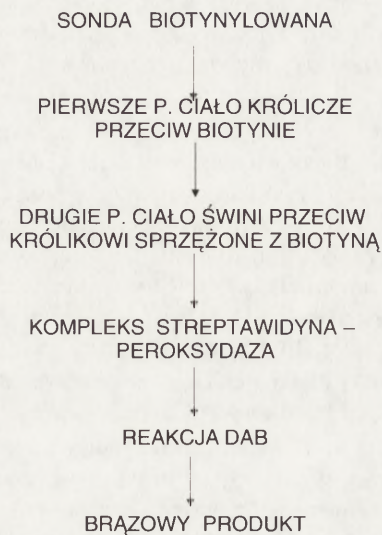 SONDA BIOTYNYLOWANA
PIERWSZE P. CIAŁO KRÓLICZE
PRZECIW BIOTYNIE
DRUGIE P. CIAŁO ŚWINI PRZECIW
KRÓLIKOWI SPRZĘŻONE Z BIOTYNĄ
KOMPLEKS STREPTAWIDYNA –
PEROKSYDAZA
REAKCJA DAB
BRĄZOWY PRODUKT